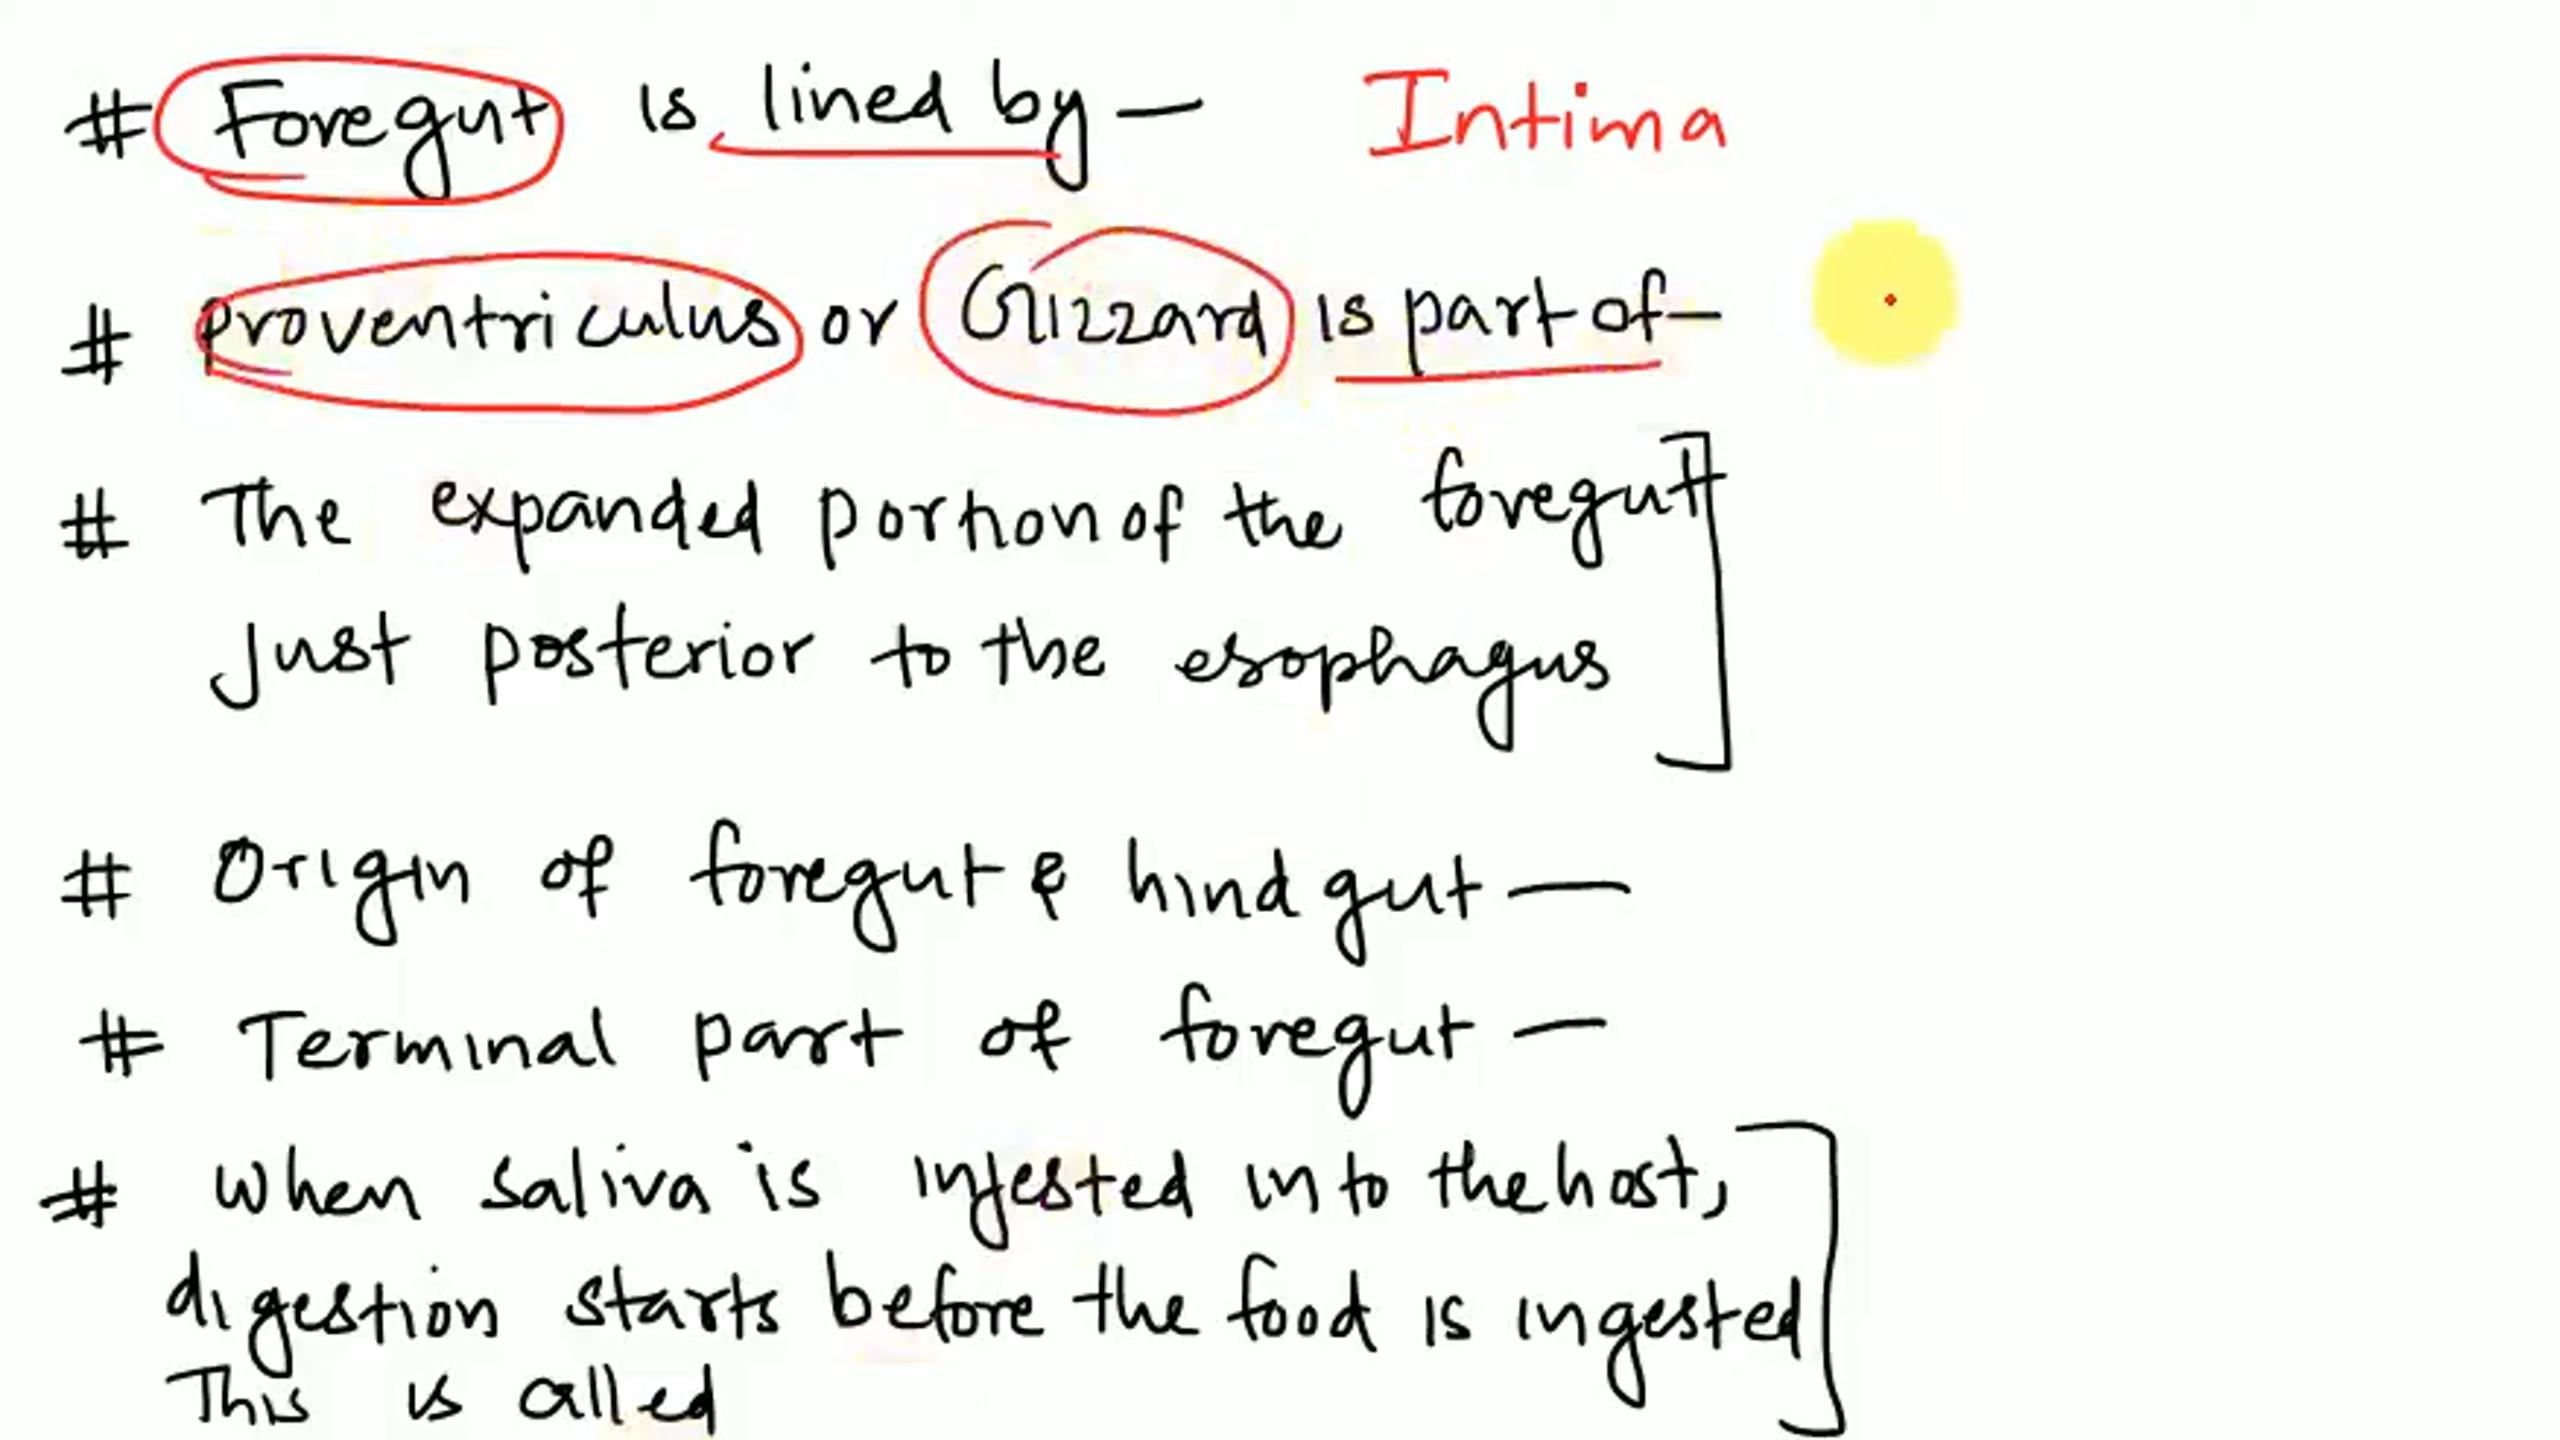 # Foregut is lined by — Intima
# Proventriculus or Gizzard is part of —
# The expanded portion of the foregut
Just posterior to the esophagus
# Origin of foregut & hind gut —
# Terminal part of foregut —
# When saliva is injested into the host,
digestion starts before the food is ingested
This is called